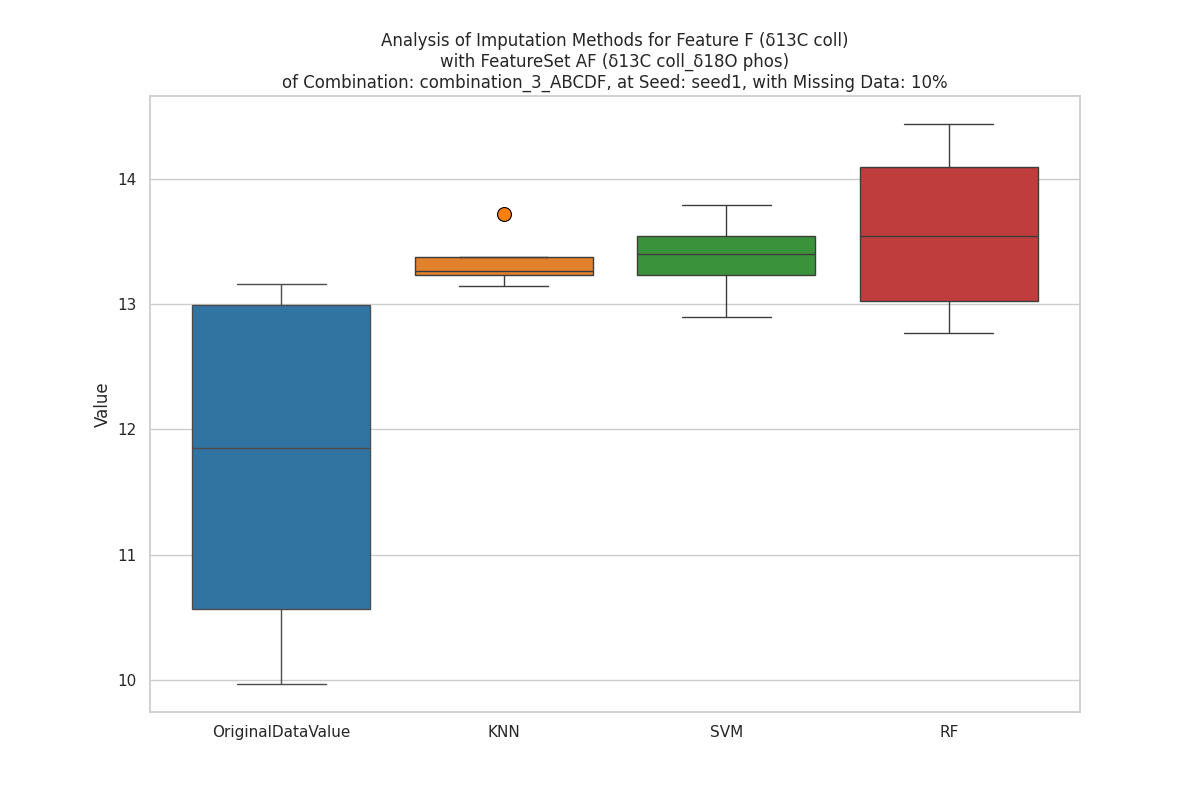 Analysis of Imputation Methods for Feature F (δ13C coll)
with FeatureSet AF (δ13C coll_δ18O phos)
of Combination: combination_3_ABCDF, at Seed: seed1, with Missing Data: 10%
14
13
12
11
10
Value
OriginalDataValue
KNN
SVM
RF